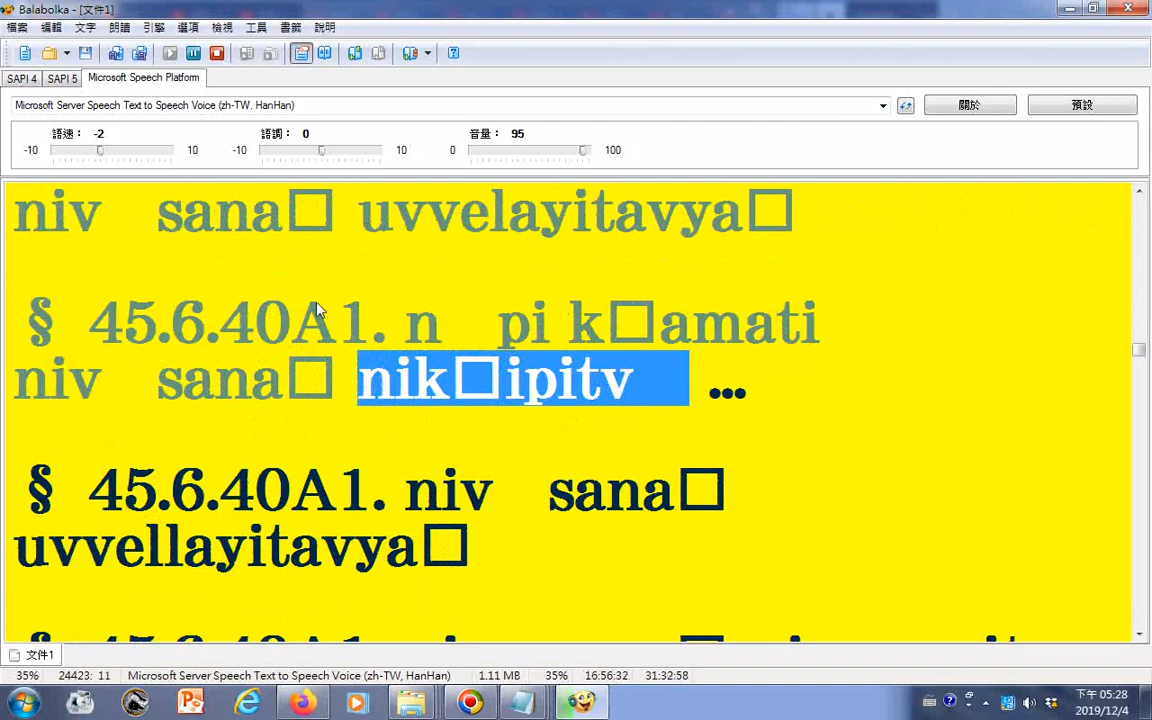 Balabolka - [文件1]
檔案 編輯 文字 朗讀 引擎 選項 檢視 工具 書籤 說明
SAPI 4 SAPI 5 Microsoft Speech Platform
Microsoft Server Speech Text to Speech Voice (zh-TW, HanHan) 關於 預設
語速： -2 語調： 0 音量： 95
-10 10 -10 10 0 100
niv sana□ uvvelayitavya□
§ 45.6.40A1. n pi k□amati
niv sana□ nik□ipitv ...
§ 45.6.40A1. niv sana□
uvvellayitavya□
文件1
35% 24423: 11 Microsoft Server Speech Text to Speech Voice (zh-TW, HanHan) 1.11 MB 35% 16:56:32 31:32:58
下午 05:28
2019/12/4